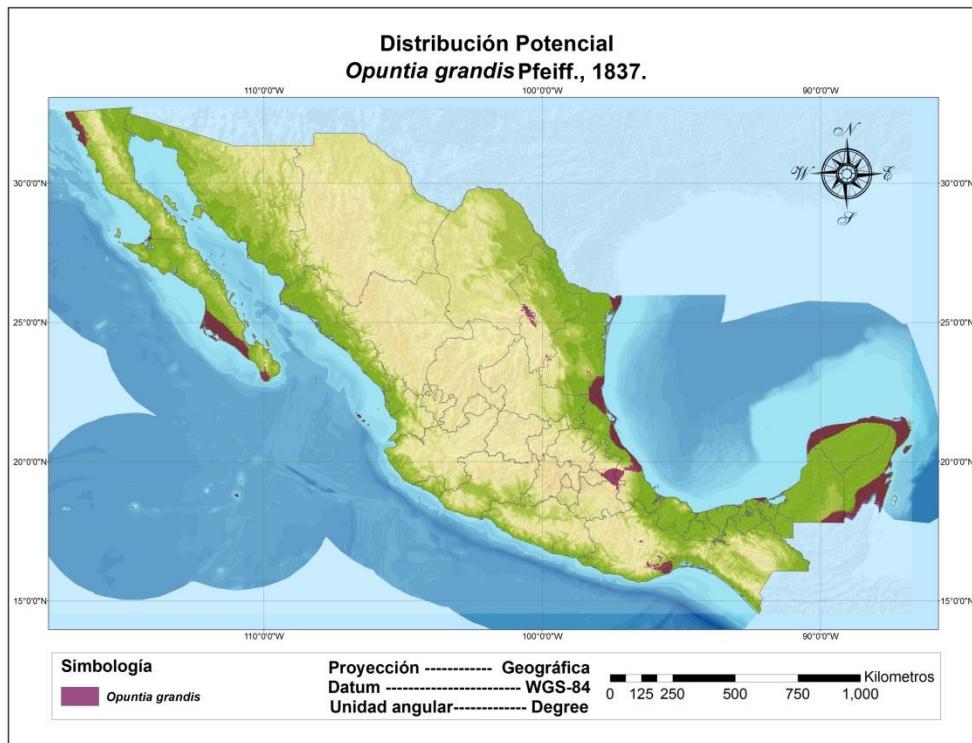 Distribución Potencial
Opuntia grandis Pfeiff., 1837.
110°0'0"W 100°0'0"W 90°0'0"W
N
W E
S
30°0'0"N 30°0'0"N
25°0'0"N 25°0'0"N
20°0'0"N 20°0'0"N
15°0'0"N 15°0'0"N
110°0'0"W 100°0'0"W 90°0'0"W
Simbología
Opuntia grandis
Proyección ------------ Geográfica
Datum ------------------- WGS-84
Unidad angular------------- Degree
Kilometros
0 125 250 500 750 1,000